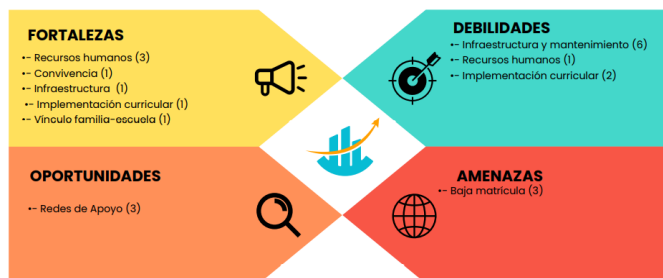 FORTALEZAS
•- Recursos humanos (3)
•- Convivencia (1)
•- Infraestructura (1)
•- Implementación curricular (1)
•- Vínculo familia-escuela (1)
DEBILIDADES
•- Infraestructura y mantenimiento (6)
•- Recursos humanos (1)
•- Implementación curricular (2)
OPORTUNIDADES
•- Redes de Apoyo (3)
AMENAZAS
•- Baja matrícula (3)